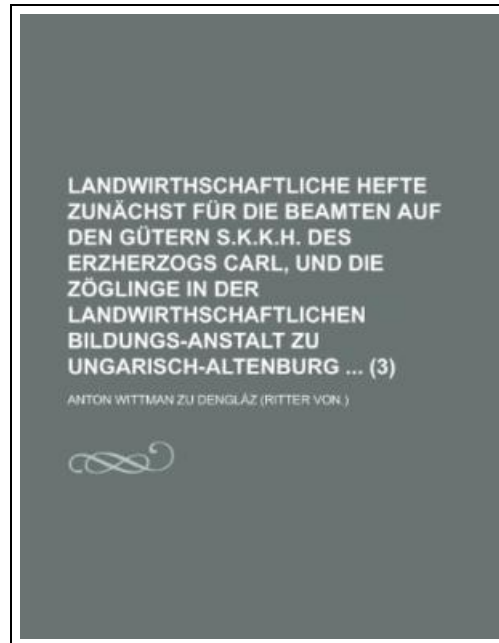 LANDWIRTHSCHAFTLICHE HEFTE
ZUNÄCHST FÜR DIE BEAMTEN AUF
DEN GÜTERN S.K.K.H. DES
ERZHERZOGS CARL, UND DIE
ZÖGLINGE IN DER
LANDWIRTHSCHAFTLICHEN
BILDUNGS-ANSTALT ZU
UNGARISCH-ALTENBURG ... (3)
ANTON WITTMAN ZU DENGLÁZ (RITTER VON.)